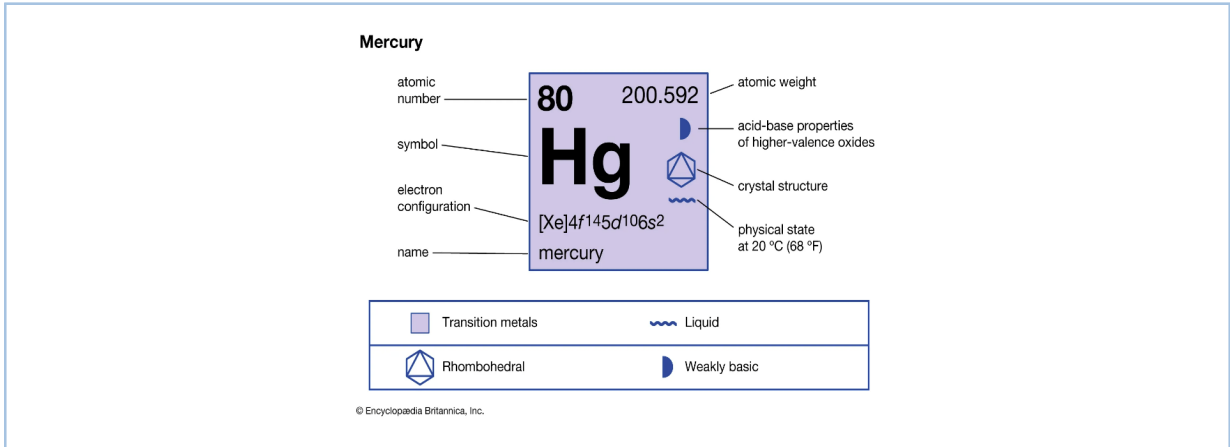 Mercury
atomic
number
80
200.592
atomic weight
acid-base properties
of higher-valence oxides
symbol
Hg
crystal structure
electron
configuration
[Xe]4f145d106s2
physical state
at 20 ºC (68 ºF)
name
mercury
Transition metals
Liquid
Rhombohedral
Weakly basic
© Encyclopædia Britannica, Inc.